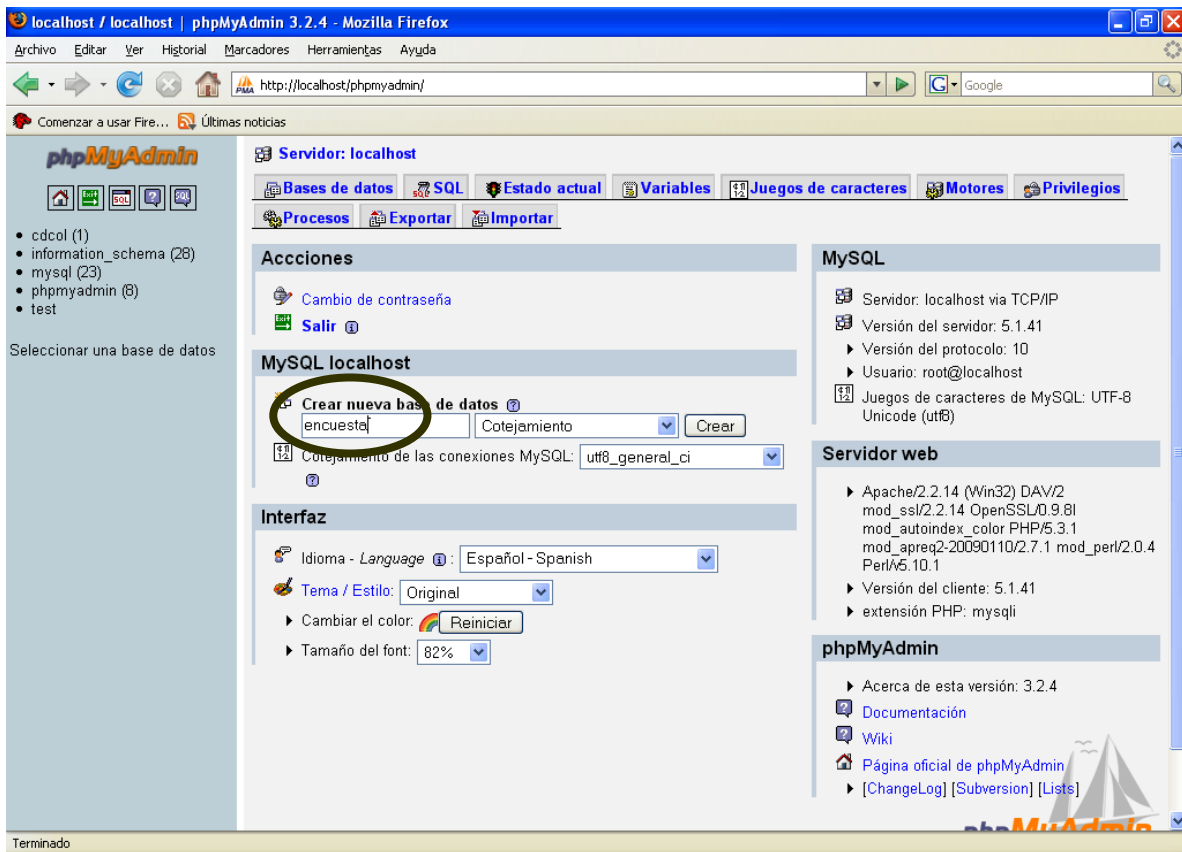 localhost / localhost | phpMyAdmin 3.2.4 - Mozilla Firefox
Archivo Editar Ver Historial Marcadores Herramientas Ayuda
PMA http://localhost/phpmyadmin/ G Google
Comenzar a usar Fire... Últimas noticias
phpMyAdmin
Exit SQL ? SQL
cdcol (1)
information_schema (28)
mysql (23)
phpmyadmin (8)
test
Seleccionar una base de datos
Servidor: localhost
Bases de datos SQL Estado actual Variables Juegos de caracteres Motores Privilegios
Procesos Exportar Importar
Accciones
Cambio de contraseña
Salir
MySQL localhost
Crear nueva base de datos
encuesta Cotejamiento Crear
Cotejamiento de las conexiones MySQL: utf8_general_ci
Interfaz
Idioma - Language : Español - Spanish
Tema / Estilo: Original
Cambiar el color: Reiniciar
Tamaño del font: 82%
MySQL
Servidor: localhost via TCP/IP
Versión del servidor: 5.1.41
Versión del protocolo: 10
Usuario: root@localhost
Juegos de caracteres de MySQL: UTF-8
Unicode (utf8)
Servidor web
Apache/2.2.14 (Win32) DAV/2
mod_ssl/2.2.14 OpenSSL/0.9.8l
mod_autoindex_color PHP/5.3.1
mod_apreq2-20090110/2.7.1 mod_perl/2.0.4
Perl/v5.10.1
Versión del cliente: 5.1.41
extensión PHP: mysqli
phpMyAdmin
Acerca de esta versión: 3.2.4
Documentación
Wiki
Página oficial de phpMyAdmin
[ChangeLog] [Subversion] [Lists]
phpMyAdmin
Terminado